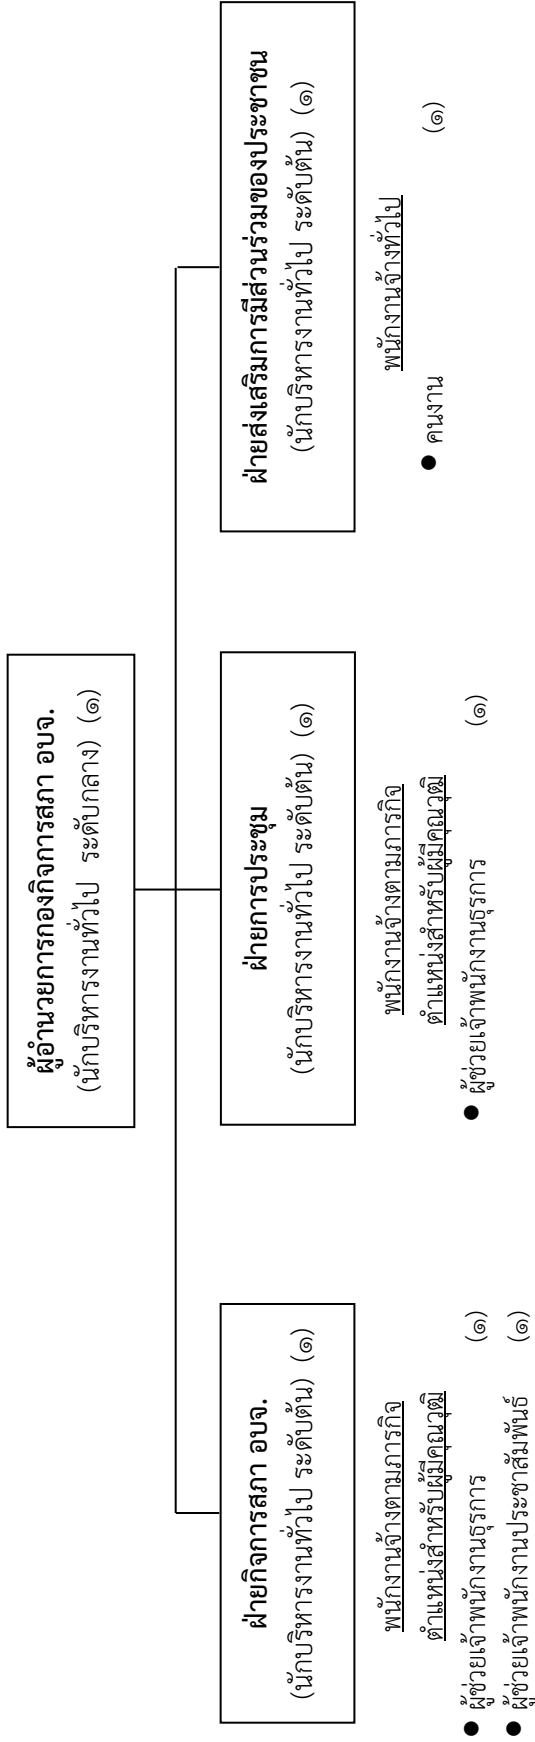 ผู้อำนวยการกองกิจการสภา อบจ.
(นักบริหารงานทั่วไป ระดับกลาง) (๑)
ฝ่ายกิจการสภา อบจ.
(นักบริหารงานทั่วไป ระดับต้น) (๑)
พนักงานจ้างตามภารกิจ
ตำแหน่งสำหรับผู้มีคุณวุฒิ
● ผู้ช่วยเจ้าพนักงานธุรการ (๑)
● ผู้ช่วยเจ้าพนักงานประชาสัมพันธ์ (๑)
ฝ่ายการประชุม
(นักบริหารงานทั่วไป ระดับต้น) (๑)
พนักงานจ้างตามภารกิจ
ตำแหน่งสำหรับผู้มีคุณวุฒิ
● ผู้ช่วยเจ้าพนักงานธุรการ (๑)
ฝ่ายส่งเสริมการมีส่วนร่วมของประชาชน
(นักบริหารงานทั่วไป ระดับต้น) (๑)
พนักงานจ้างทั่วไป
● คนงาน (๑)